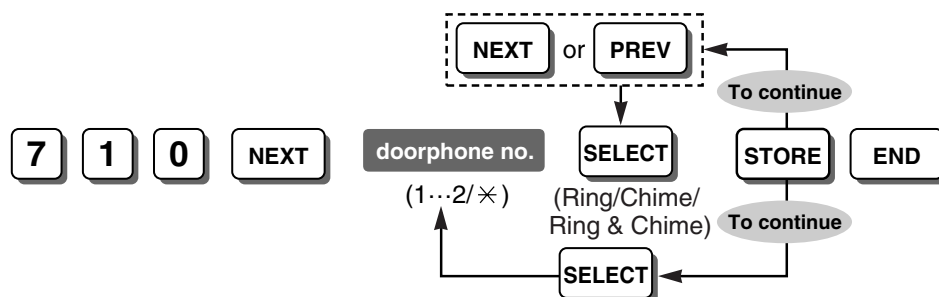 NEXT or PREV
To continue
7 1 0 NEXT doorphone no. SELECT STORE END
(1···2/✳) (Ring/Chime/
Ring & Chime)
To continue
SELECT